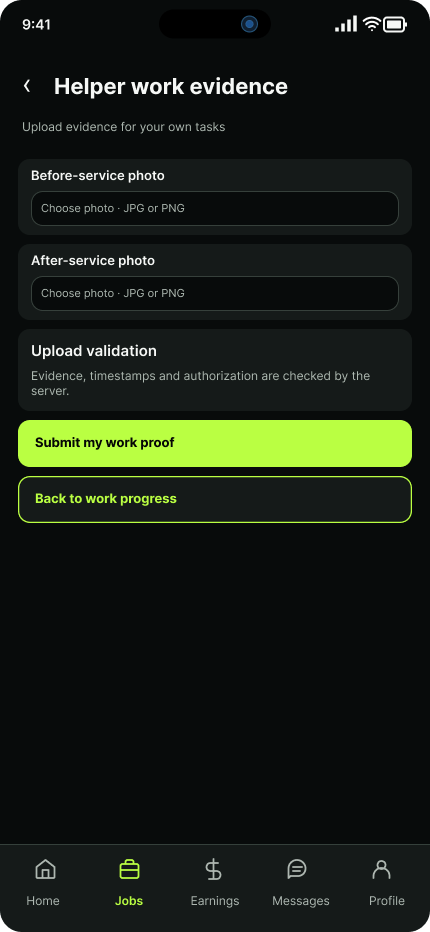 9:41
Helper work evidence
Upload evidence for your own tasks
Before-service photo
Choose photo · JPG or PNG
After-service photo
Choose photo · JPG or PNG
Upload validation
Evidence, timestamps and authorization are checked by the
server.
Submit my work proof
Back to work progress
Home
Jobs
Earnings
Messages
Profile